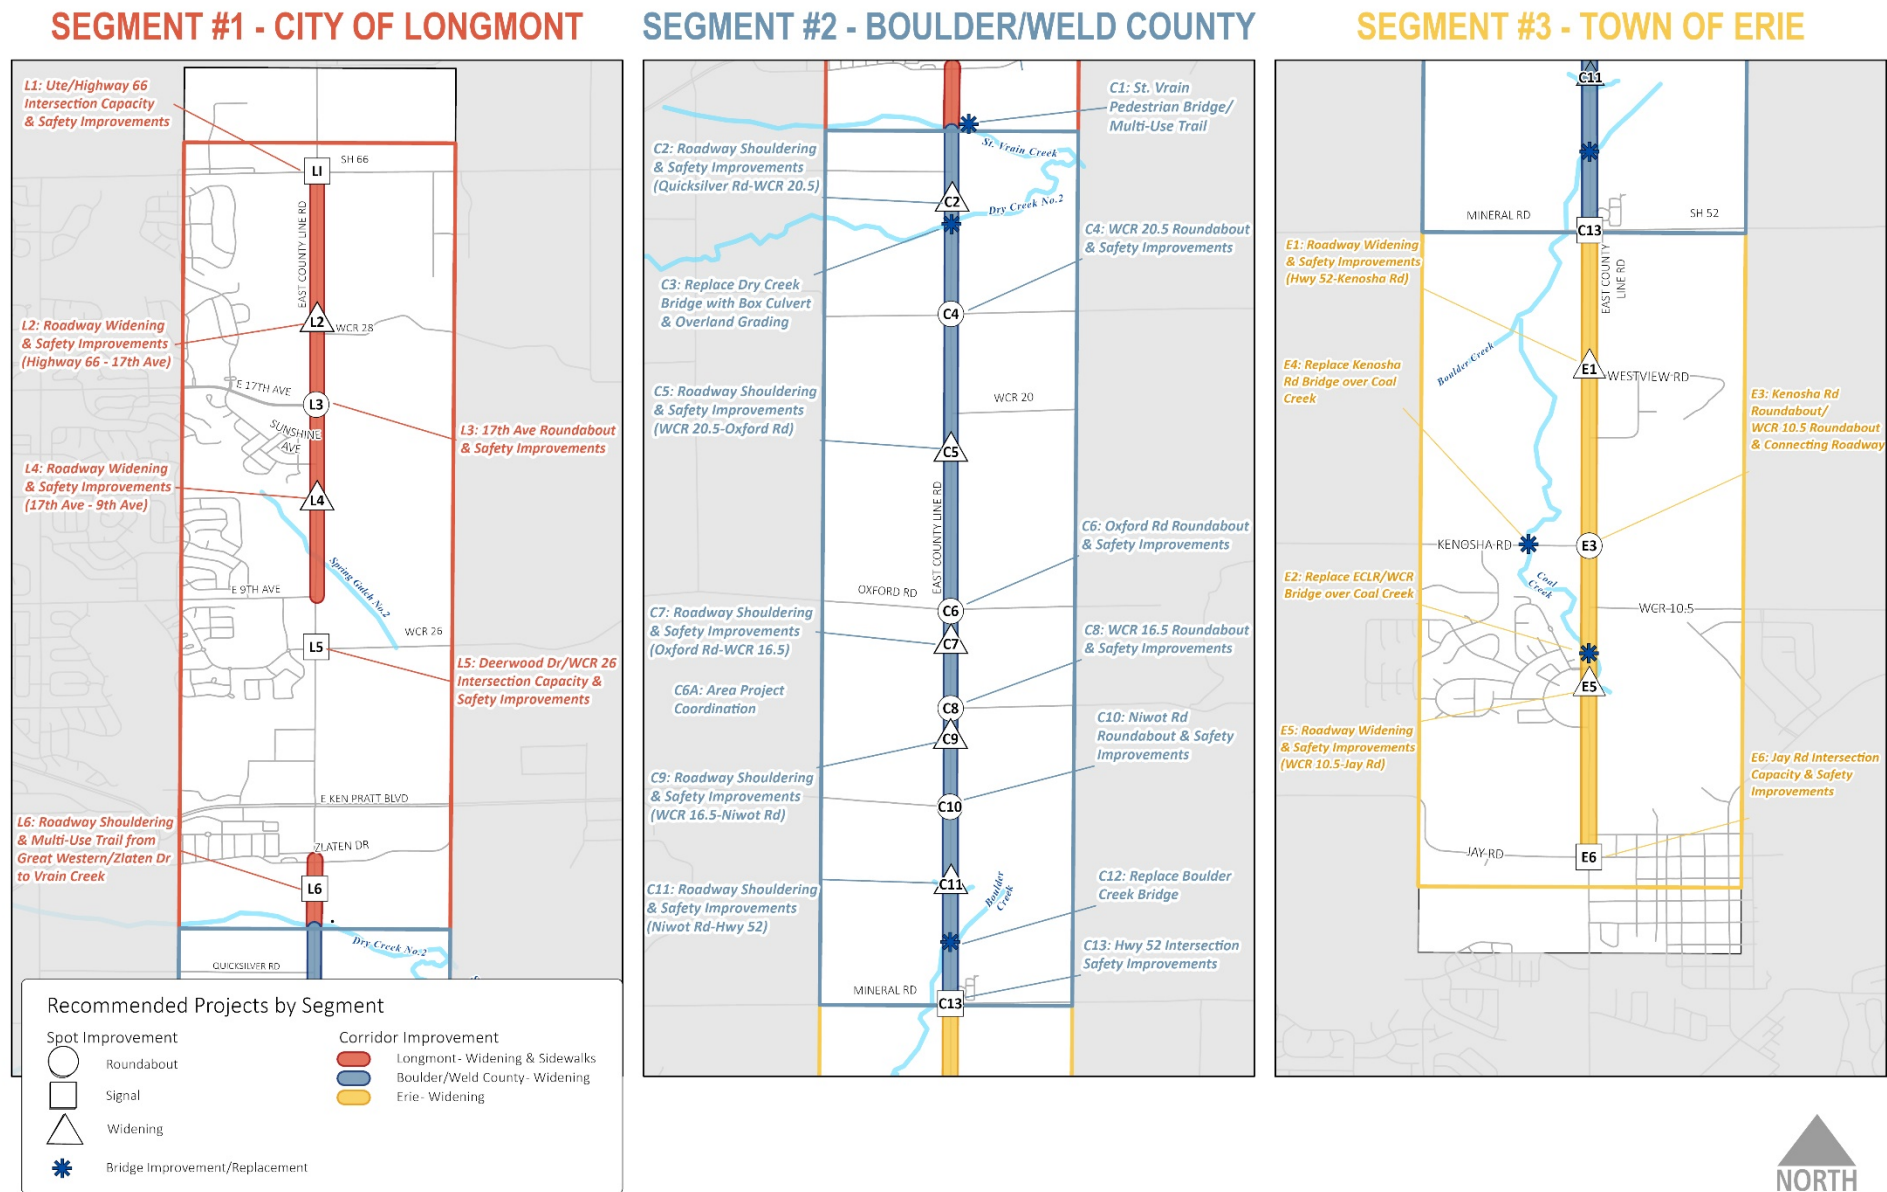 SEGMENT #1 - CITY OF LONGMONT
L1: Ute/Highway 66
Intersection Capacity
& Safety Improvements
SH 66
L1
EAST COUNTY LINE RD
L2
WCR 28
L2: Roadway Widening
& Safety Improvements
(Highway 66 - 17th Ave)
E 17TH AVE
L3
SUNSHINE
AVE
L3: 17th Ave Roundabout
& Safety Improvements
L4: Roadway Widening
& Safety Improvements
(17th Ave - 9th Ave)
L4
Spring Gulch No.2
E 9TH AVE
WCR 26
L5
L5: Deerwood Dr/WCR 26
Intersection Capacity &
Safety Improvements
E KEN PRATT BLVD
L6: Roadway Shouldering
& Multi-Use Trail from
Great Western/Zlaten Dr
to Vrain Creek
ZLATEN DR
L6
Dry Creek No.2
QUICKSILVER RD
Recommended Projects by Segment
Spot Improvement
Roundabout
Signal
Widening
Bridge Improvement/Replacement
Corridor Improvement
Longmont- Widening & Sidewalks
Boulder/Weld County- Widening
Erie- Widening
SEGMENT #2 - BOULDER/WELD COUNTY
C1: St. Vrain
Pedestrian Bridge/
Multi-Use Trail
St. Vrain Creek
C2: Roadway Shouldering
& Safety Improvements
(Quicksilver Rd-WCR 20.5)
C2
Dry Creek No.2
C4: WCR 20.5 Roundabout
& Safety Improvements
C3: Replace Dry Creek
Bridge with Box Culvert
& Overland Grading
C4
C5: Roadway Shouldering
& Safety Improvements
(WCR 20.5-Oxford Rd)
WCR 20
C5
EAST COUNTY LINE RD
C6: Oxford Rd Roundabout
& Safety Improvements
OXFORD RD
C6
C7: Roadway Shouldering
& Safety Improvements
(Oxford Rd-WCR 16.5)
C7
C8: WCR 16.5 Roundabout
& Safety Improvements
C6A: Area Project
Coordination
C8
C9
C10: Niwot Rd
Roundabout & Safety
Improvements
C9: Roadway Shouldering
& Safety Improvements
(WCR 16.5-Niwot Rd)
C10
C11: Roadway Shouldering
& Safety Improvements
(Niwot Rd-Hwy 52)
C11
Boulder
Creek
C12: Replace Boulder
Creek Bridge
C13: Hwy 52 Intersection
Safety Improvements
MINERAL RD
C13
SEGMENT #3 - TOWN OF ERIE
C11
MINERAL RD
SH 52
C13
E1: Roadway Widening
& Safety Improvements
(Hwy 52-Kenosha Rd)
EAST COUNTY
LINE RD
Boulder Creek
E1
WESTVIEW RD
E4: Replace Kenosha
Rd Bridge over Coal
Creek
E3: Kenosha Rd
Roundabout/
WCR 10.5 Roundabout
& Connecting Roadway
KENOSHA RD
E3
E2: Replace ECLR/WCR
Bridge over Coal Creek
Coal
Creek
WCR 10.5
E5
E5: Roadway Widening
& Safety Improvements
(WCR 10.5-Jay Rd)
E6: Jay Rd Intersection
Capacity & Safety
Improvements
JAY RD
E6
NORTH